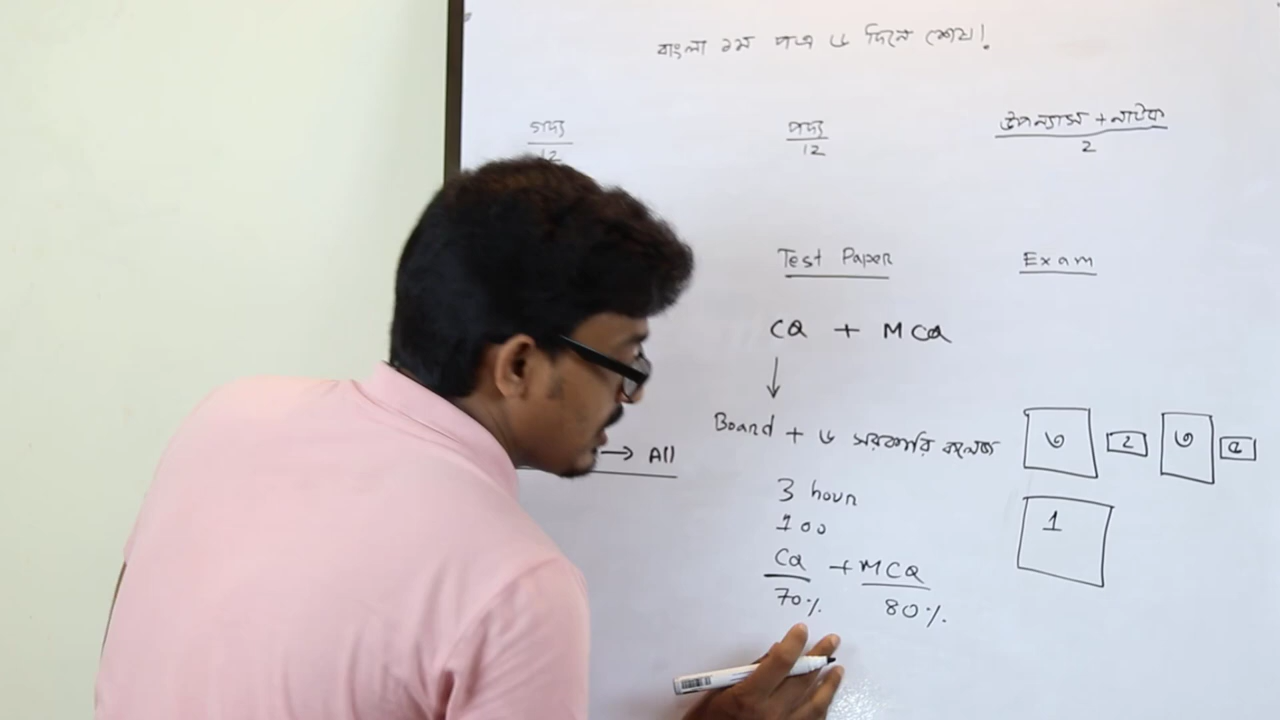 বাংলা ১ম পত্র ৬ দিনে শেষ!
গদ্য পদ্য উপন্যাস + নাটক
12 12 2
Test Paper Exam
CQ + MCQ
↓
Board + ৬ সরকারি কলেজ
→ All
৩ 2 ৩ ৫
3 hour
100
1
CQ + MCQ
70% 80%